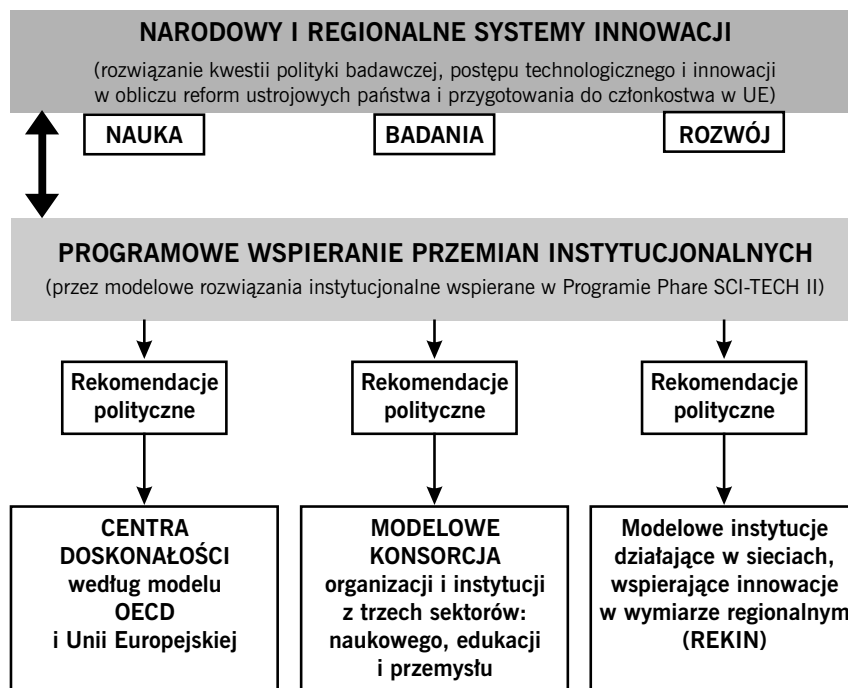 NARODOWY I REGIONALNE SYSTEMY INNOWACJI
(rozwiązanie kwestii polityki badawczej, postępu technologicznego i innowacji
w obliczu reform ustrojowych państwa i przygotowania do członkostwa w UE)
NAUKA
BADANIA
ROZWÓJ
PROGRAMOWE WSPIERANIE PRZEMIAN INSTYTUCJONALNYCH
(przez modelowe rozwiązania instytucjonalne wspierane w Programie Phare SCI-TECH II)
Rekomendacje
polityczne
Rekomendacje
polityczne
Rekomendacje
polityczne
CENTRA
DOSKONAŁOŚCI
według modelu
OECD
i Unii Europejskiej
MODELOWE
KONSORCJA
organizacji i instytucji
z trzech sektorów:
naukowego, edukacji
i przemysłu
Modelowe instytucje
działające w sieciach,
wspierające innowacje
w wymiarze regionalnym
(REKIN)